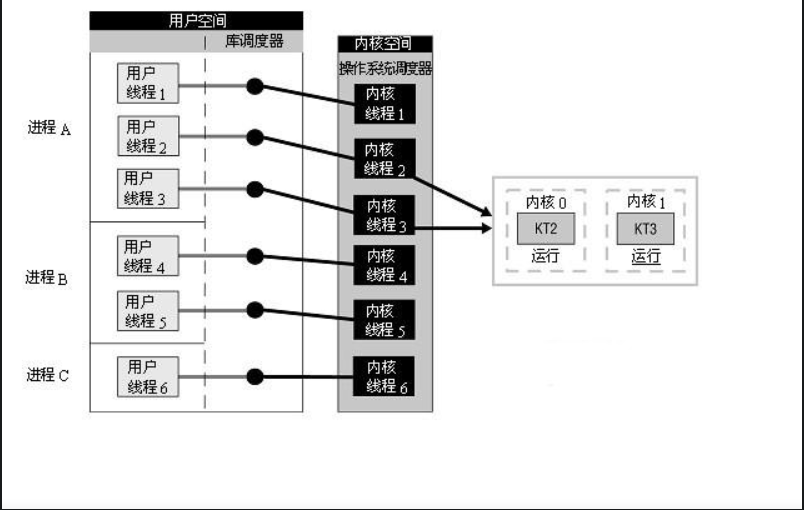 用户空间
库调度器
内核空间
操作系统调度器
进程 A
用户
线程1
用户
线程2
用户
线程3
进程 B
用户
线程4
用户
线程5
进程 C
用户
线程6
内核
线程1
内核
线程2
内核
线程3
内核
线程4
内核
线程5
内核
线程6
内核 0
KT2
运行
内核 1
KT3
运行